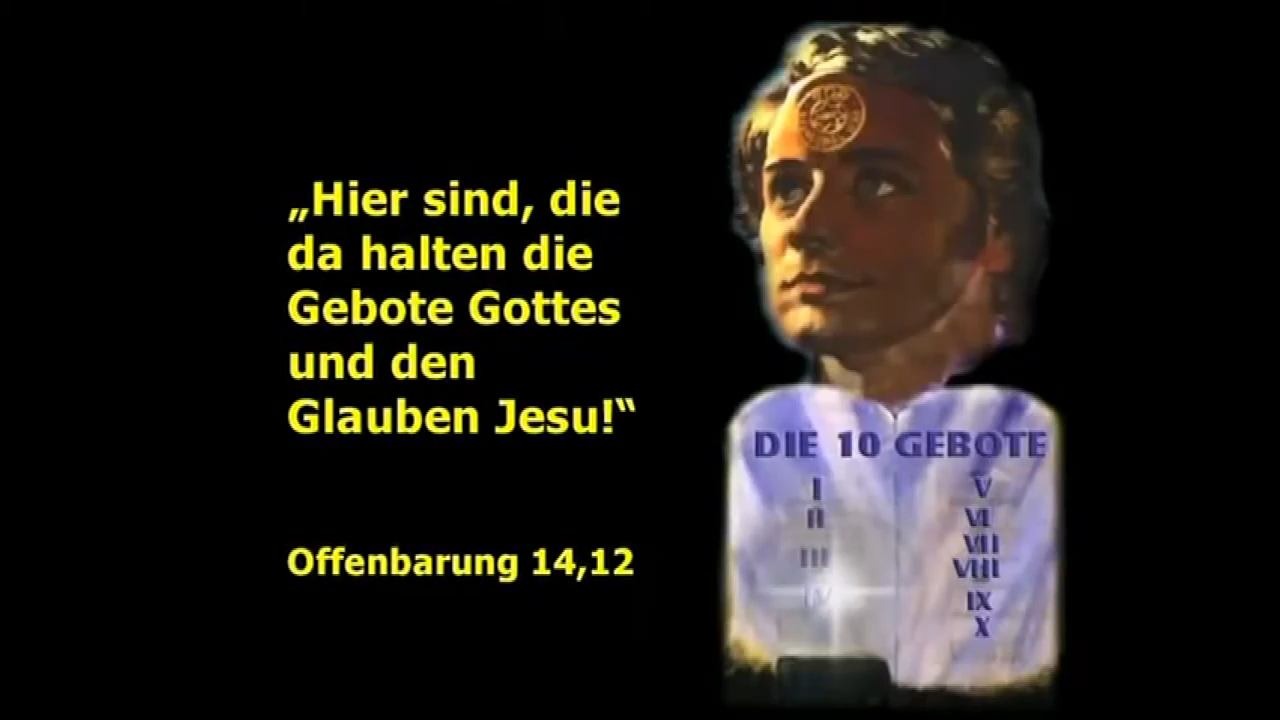 „Hier sind, die
da halten die
Gebote Gottes
und den
Glauben Jesu!“
Offenbarung 14,12
DIE 10 GEBOTE
I
II
III
IV
V
VI
VII
VIII
IX
X